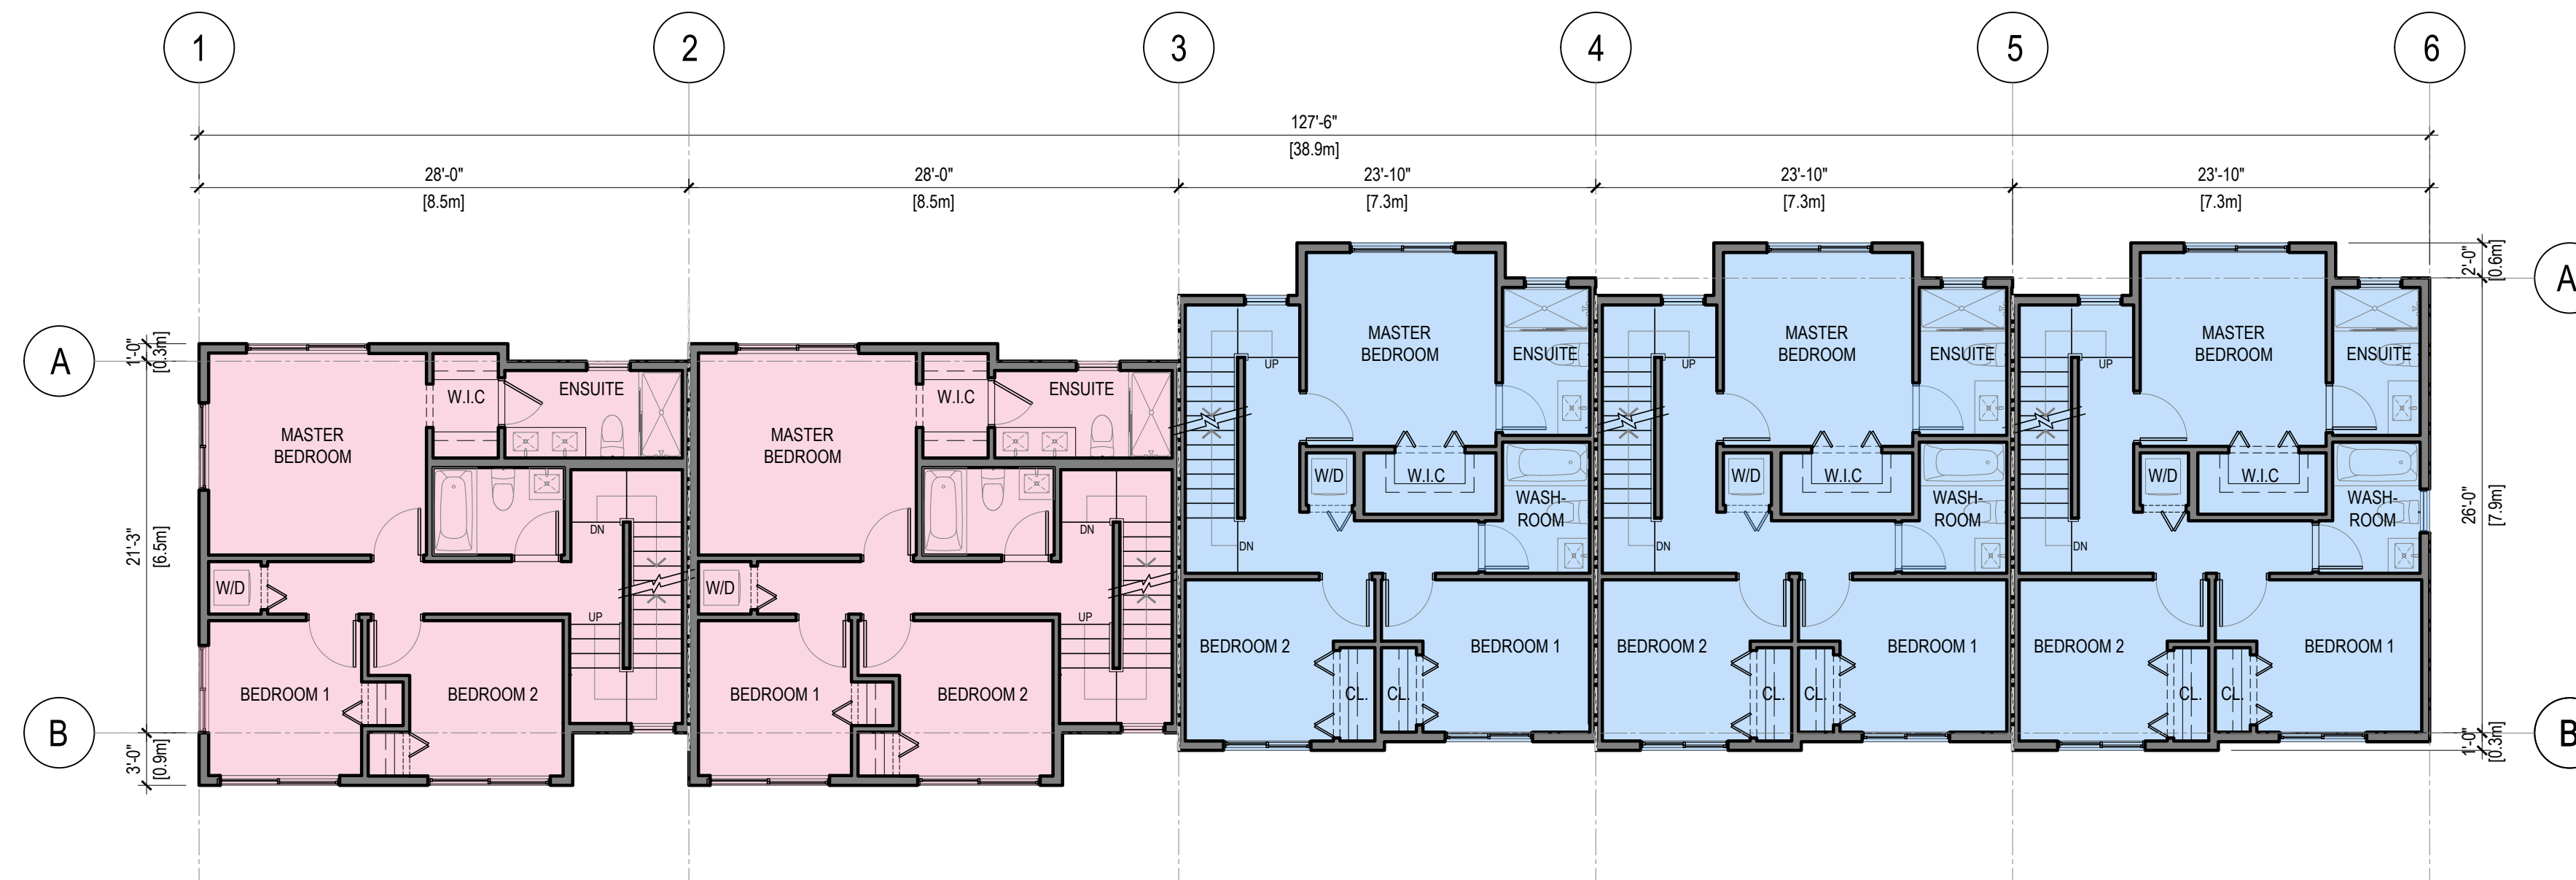 1
2
3
4
5
6
127'-6"
[38.9m]
28'-0"
[8.5m]
28'-0"
[8.5m]
23'-10"
[7.3m]
23'-10"
[7.3m]
23'-10"
[7.3m]
A
1'-0"
[0.3m]
21'-3"
[6.5m]
B
3'-0"
[0.9m]
MASTER
BEDROOM
W.I.C
ENSUITE
DN
W/D
UP
BEDROOM 1
BEDROOM 2
MASTER
BEDROOM
W.I.C
ENSUITE
DN
W/D
UP
BEDROOM 1
BEDROOM 2
MASTER
BEDROOM
ENSUITE
UP
W/D
W.I.C
WASH-
ROOM
DN
BEDROOM 2
BEDROOM 1
CL.
CL.
MASTER
BEDROOM
ENSUITE
UP
W/D
W.I.C
WASH-
ROOM
DN
BEDROOM 2
BEDROOM 1
CL.
CL.
MASTER
BEDROOM
ENSUITE
UP
W/D
W.I.C
WASH-
ROOM
DN
BEDROOM 2
BEDROOM 1
CL.
CL.
2'-0"
[0.6m]
A
26'-0"
[7.9m]
B
1'-0"
[0.3m]